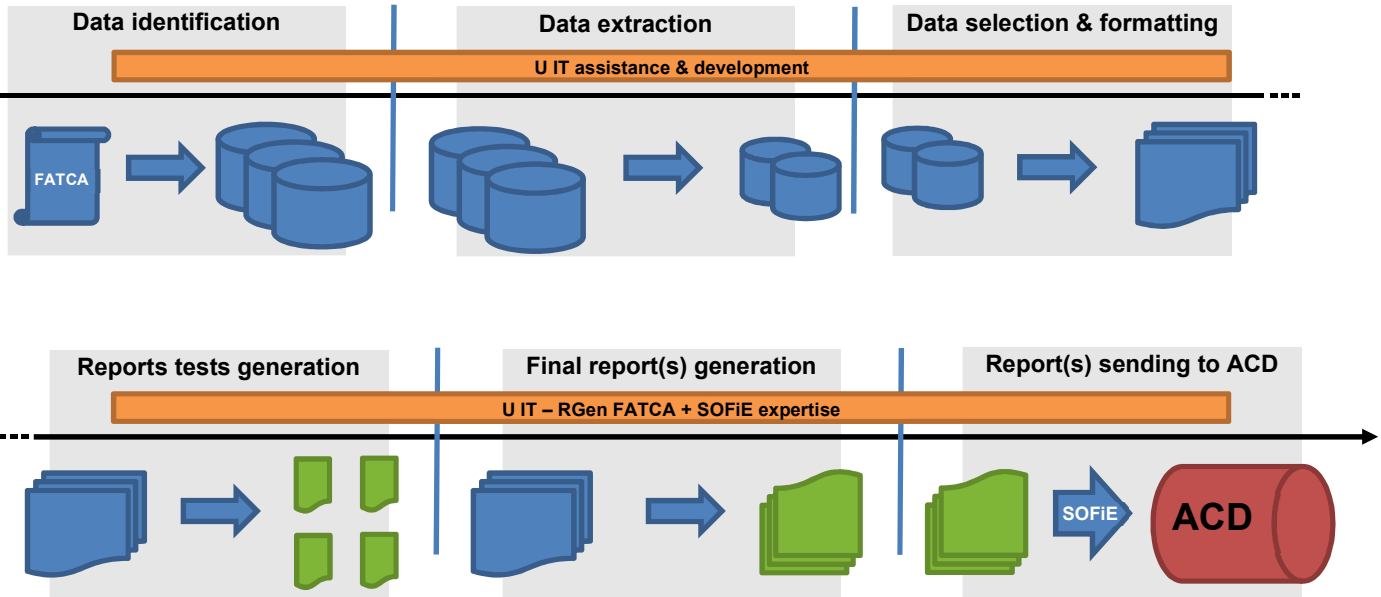 Data identification
Data extraction
Data selection & formatting
U IT assistance & development
FATCA
Reports tests generation
Final report(s) generation
Report(s) sending to ACD
U IT – RGen FATCA + SOFiE expertise
SOFiE
ACD